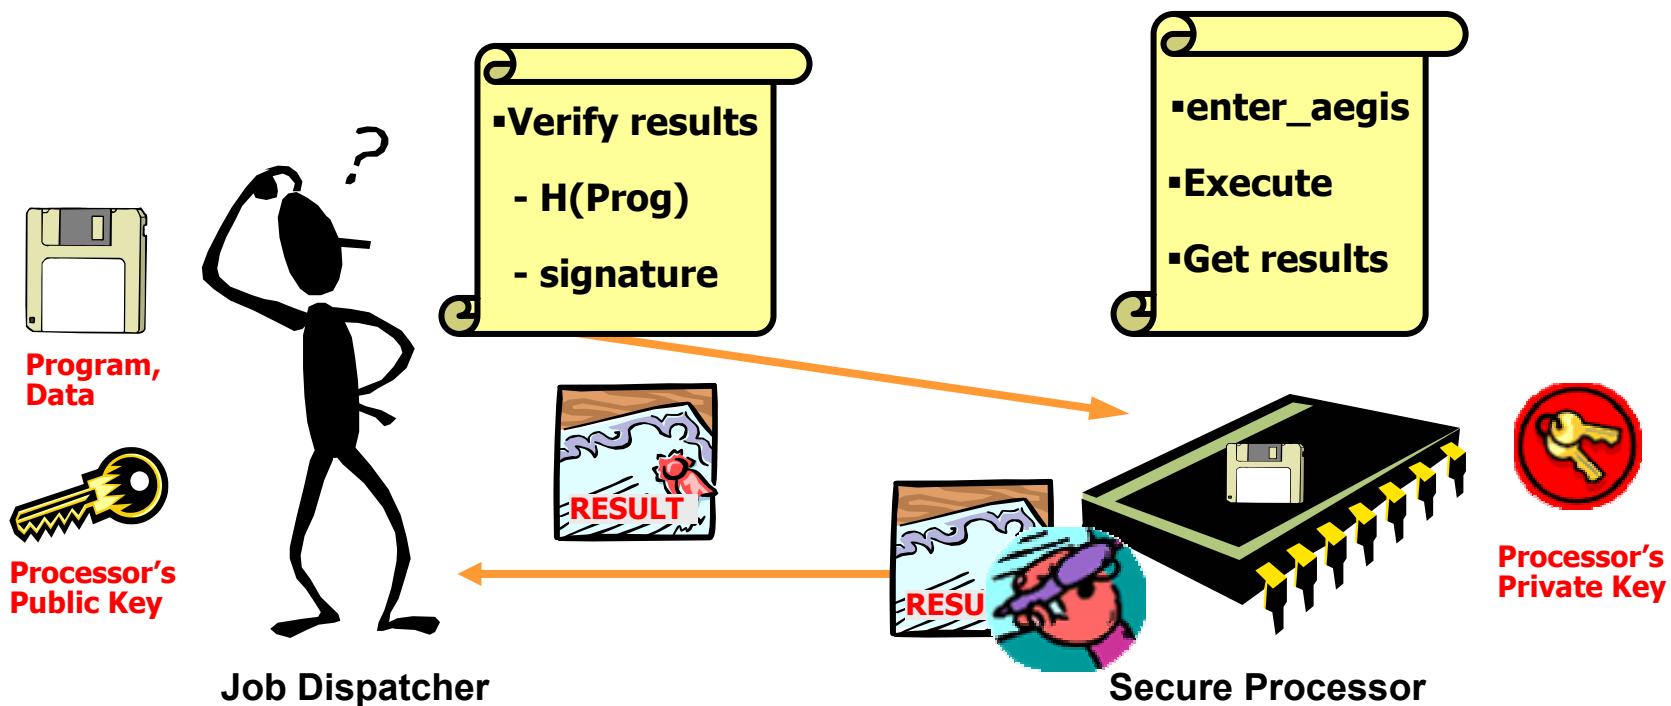 ▪Verify results
- H(Prog)
- signature
▪enter_aegis
▪Execute
▪Get results
Program,
Data
Processor's
Public Key
RESULT
RESU
Processor's
Private Key
Job Dispatcher
Secure Processor